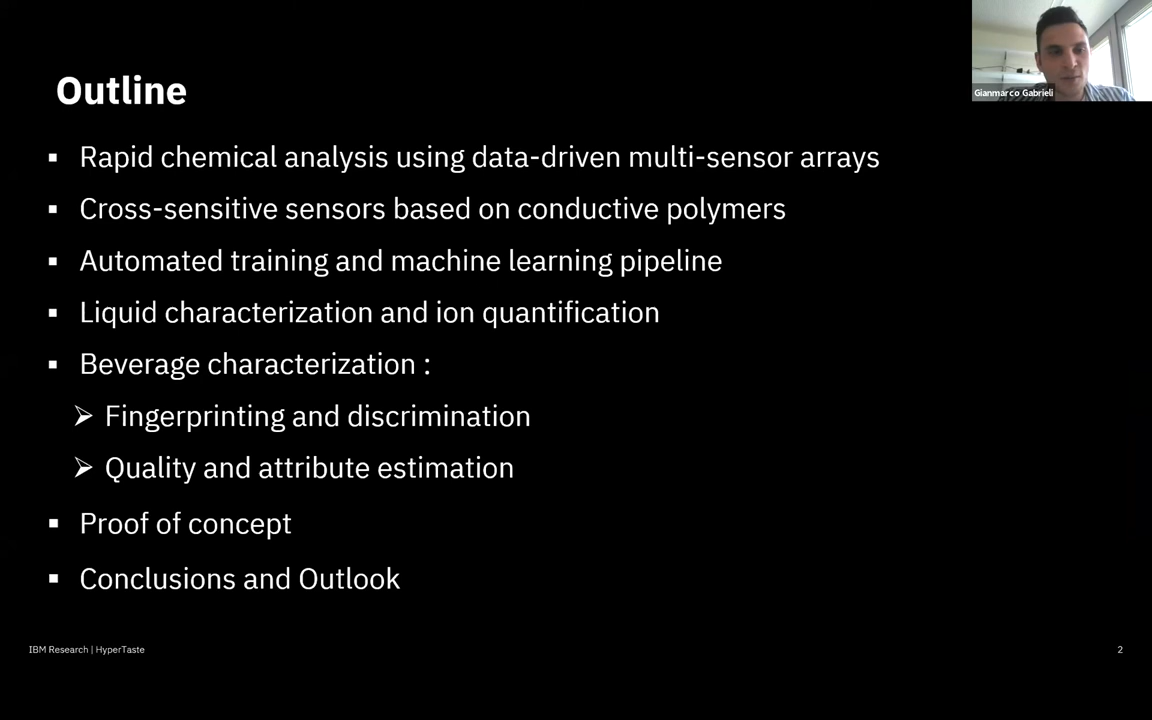 Outline
Rapid chemical analysis using data-driven multi-sensor arrays
Cross-sensitive sensors based on conductive polymers
Automated training and machine learning pipeline
Liquid characterization and ion quantification
Beverage characterization :
Fingerprinting and discrimination
Quality and attribute estimation
Proof of concept
Conclusions and Outlook
IBM Research | HyperTaste
2
Gianmarco Gabrieli